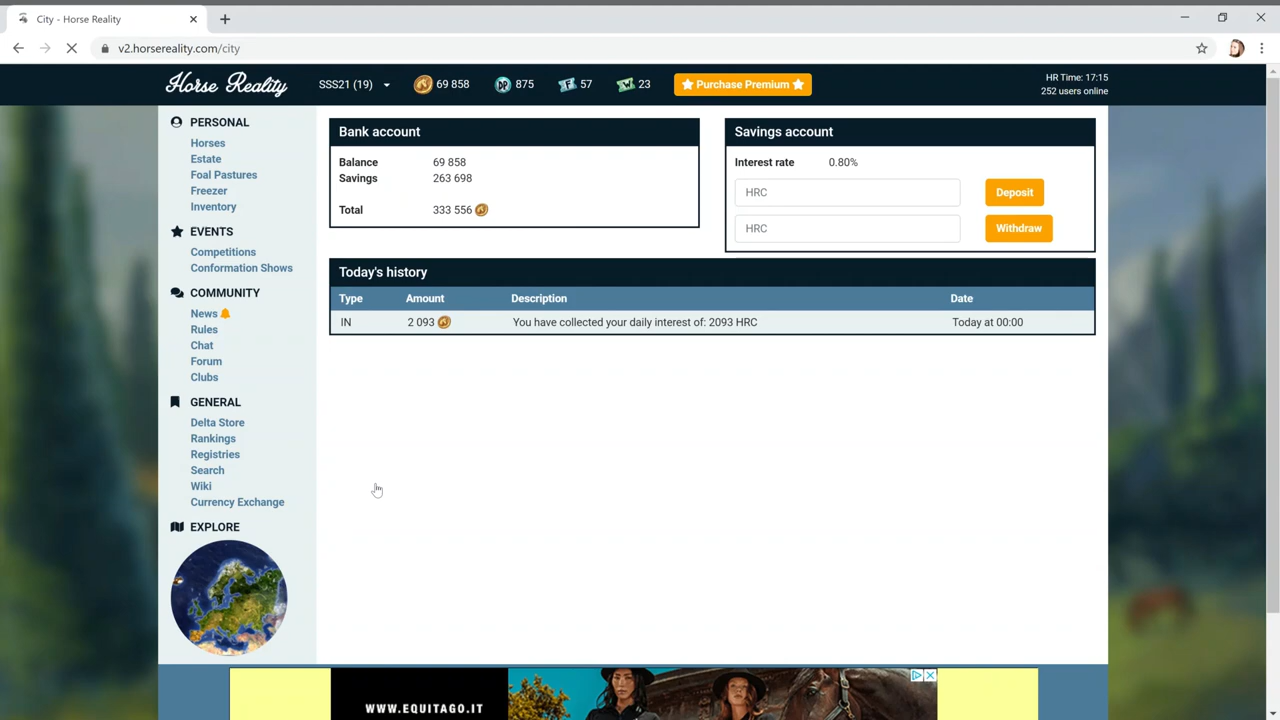 City - Horse Reality
v2.horsereality.com/city
Horse Reality
SSS21 (19)
69 858
DP 875
57
23
Purchase Premium
HR Time: 17:15
252 users online
PERSONAL
Horses
Estate
Foal Pastures
Freezer
Inventory
EVENTS
Competitions
Conformation Shows
COMMUNITY
News
Rules
Chat
Forum
Clubs
GENERAL
Delta Store
Rankings
Registries
Search
Wiki
Currency Exchange
EXPLORE
Bank account
Balance 69 858
Savings 263 698
Total 333 556
Savings account
Interest rate 0.80%
HRC Deposit
HRC Withdraw
Today's history
Type Amount Description Date
IN 2 093 You have collected your daily interest of: 2093 HRC Today at 00:00
WWW.EQUITAGO.IT